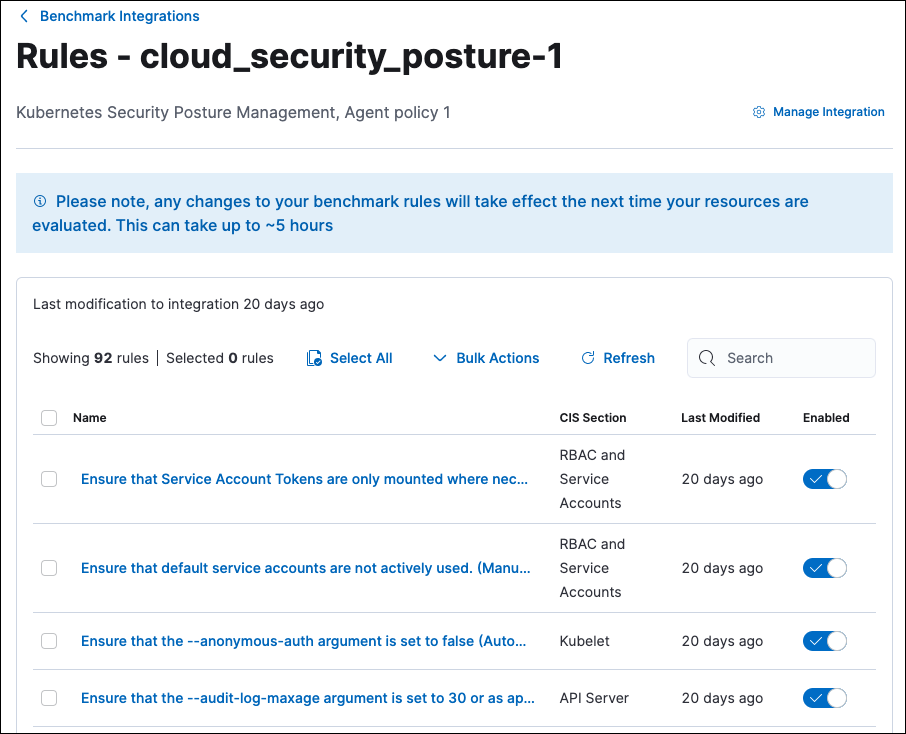 Benchmark Integrations
Rules - cloud_security_posture-1
Kubernetes Security Posture Management, Agent policy 1
Manage Integration
Please note, any changes to your benchmark rules will take effect the next time your resources are
evaluated. This can take up to ~5 hours
Last modification to integration 20 days ago
Showing 92 rules | Selected 0 rules Select All Bulk Actions Refresh Search
Name CIS Section Last Modified Enabled
Ensure that Service Account Tokens are only mounted where nec... RBAC and Service Accounts 20 days ago
Ensure that default service accounts are not actively used. (Manu... RBAC and Service Accounts 20 days ago
Ensure that the --anonymous-auth argument is set to false (Auto... Kubelet 20 days ago
Ensure that the --audit-log-maxage argument is set to 30 or as ap... API Server 20 days ago